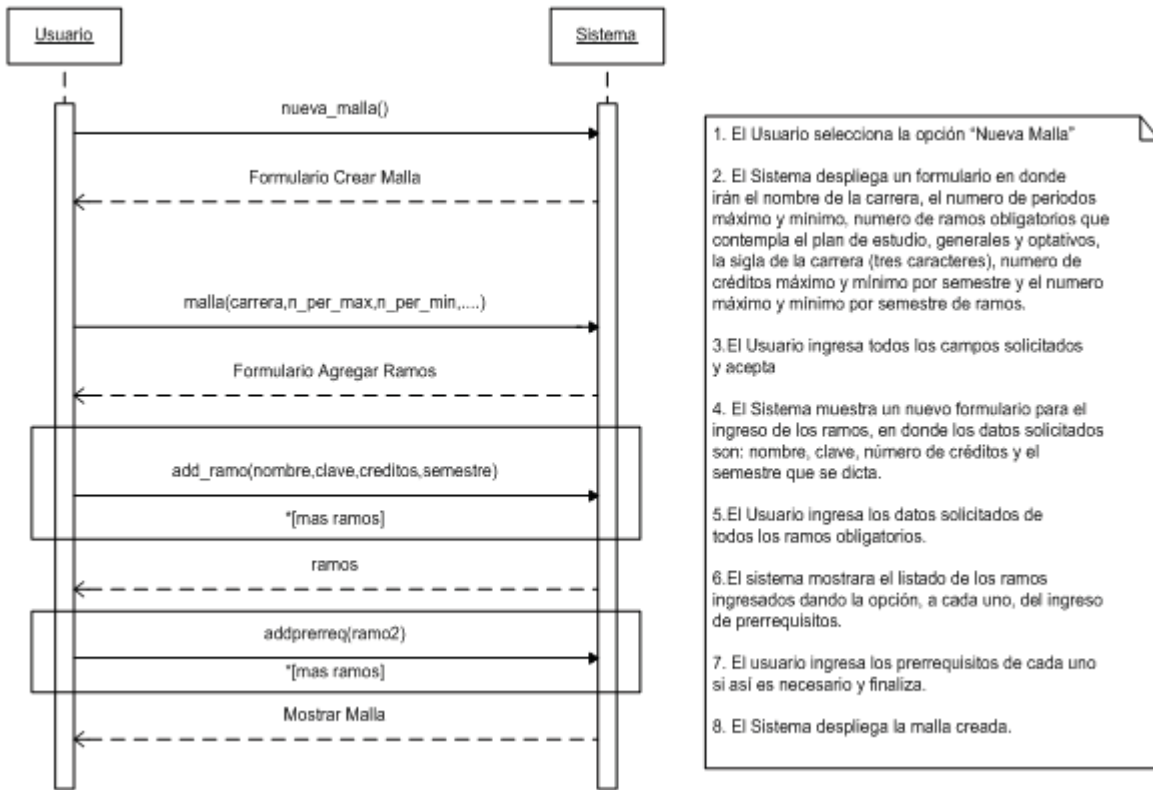 Usuario
Sistema
nueva_malla()
Formulario Crear Malla
malla(carrera,n_per_max,n_per_min,....)
Formulario Agregar Ramos
add_ramo(nombre,clave,creditos,semestre)
*[mas ramos]
ramos
addprerreq(ramo2)
*[mas ramos]
Mostrar Malla
1. El Usuario selecciona la opción "Nueva Malla"
2. El Sistema despliega un formulario en donde
irán el nombre de la carrera, el numero de periodos
máximo y mínimo, numero de ramos obligatorios que
contempla el plan de estudio, generales y optativos,
la sigla de la carrera (tres caracteres), numero de
créditos máximo y mínimo por semestre y el numero
máximo y mínimo por semestre de ramos.
3.El Usuario ingresa todos los campos solicitados
y acepta
4. El Sistema muestra un nuevo formulario para el
ingreso de los ramos, en donde los datos solicitados
son: nombre, clave, número de créditos y el
semestre que se dicta.
5.El Usuario ingresa los datos solicitados de
todos los ramos obligatorios.
6.El sistema mostrara el listado de los ramos
ingresados dando la opción, a cada uno, del ingreso
de prerrequisitos.
7. El usuario ingresa los prerrequisitos de cada uno
si así es necesario y finaliza.
8. El Sistema despliega la malla creada.